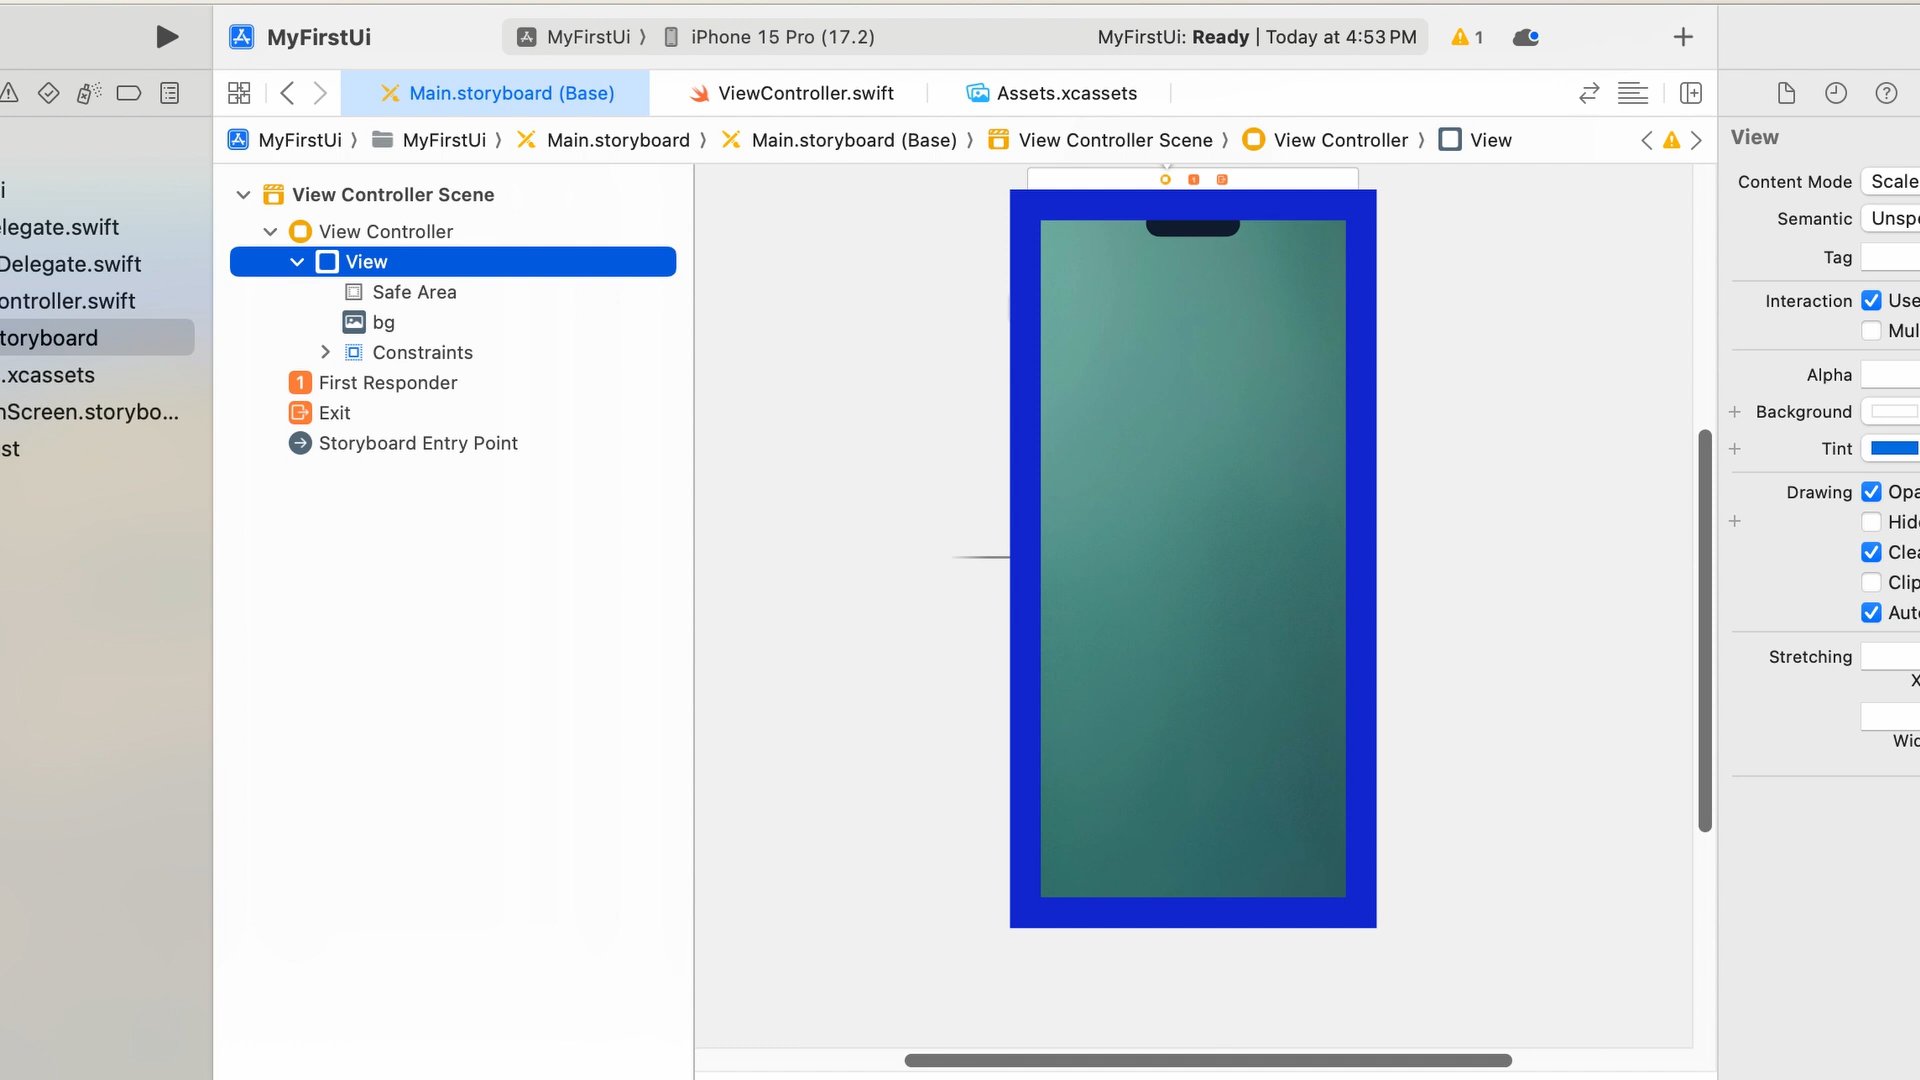 MyFirstUi
MyFirstUi
iPhone 15 Pro (17.2)
MyFirstUi: Ready | Today at 4:53 PM
1
Main.storyboard (Base)
ViewController.swift
Assets.xcassets
MyFirstUi
MyFirstUi
Main.storyboard
Main.storyboard (Base)
View Controller Scene
View Controller
View
i
elegate.swift
Delegate.swift
ontroller.swift
toryboard
.xcassets
nScreen.storybo...
st
View Controller Scene
View Controller
View
Safe Area
bg
Constraints
1 First Responder
Exit
Storyboard Entry Point
View
Content Mode Scale
Semantic Unspe
Tag
Interaction Use
Mul
Alpha
Background
Tint
Drawing Opa
Hid
Clea
Clip
Auto
Stretching
X
Wid